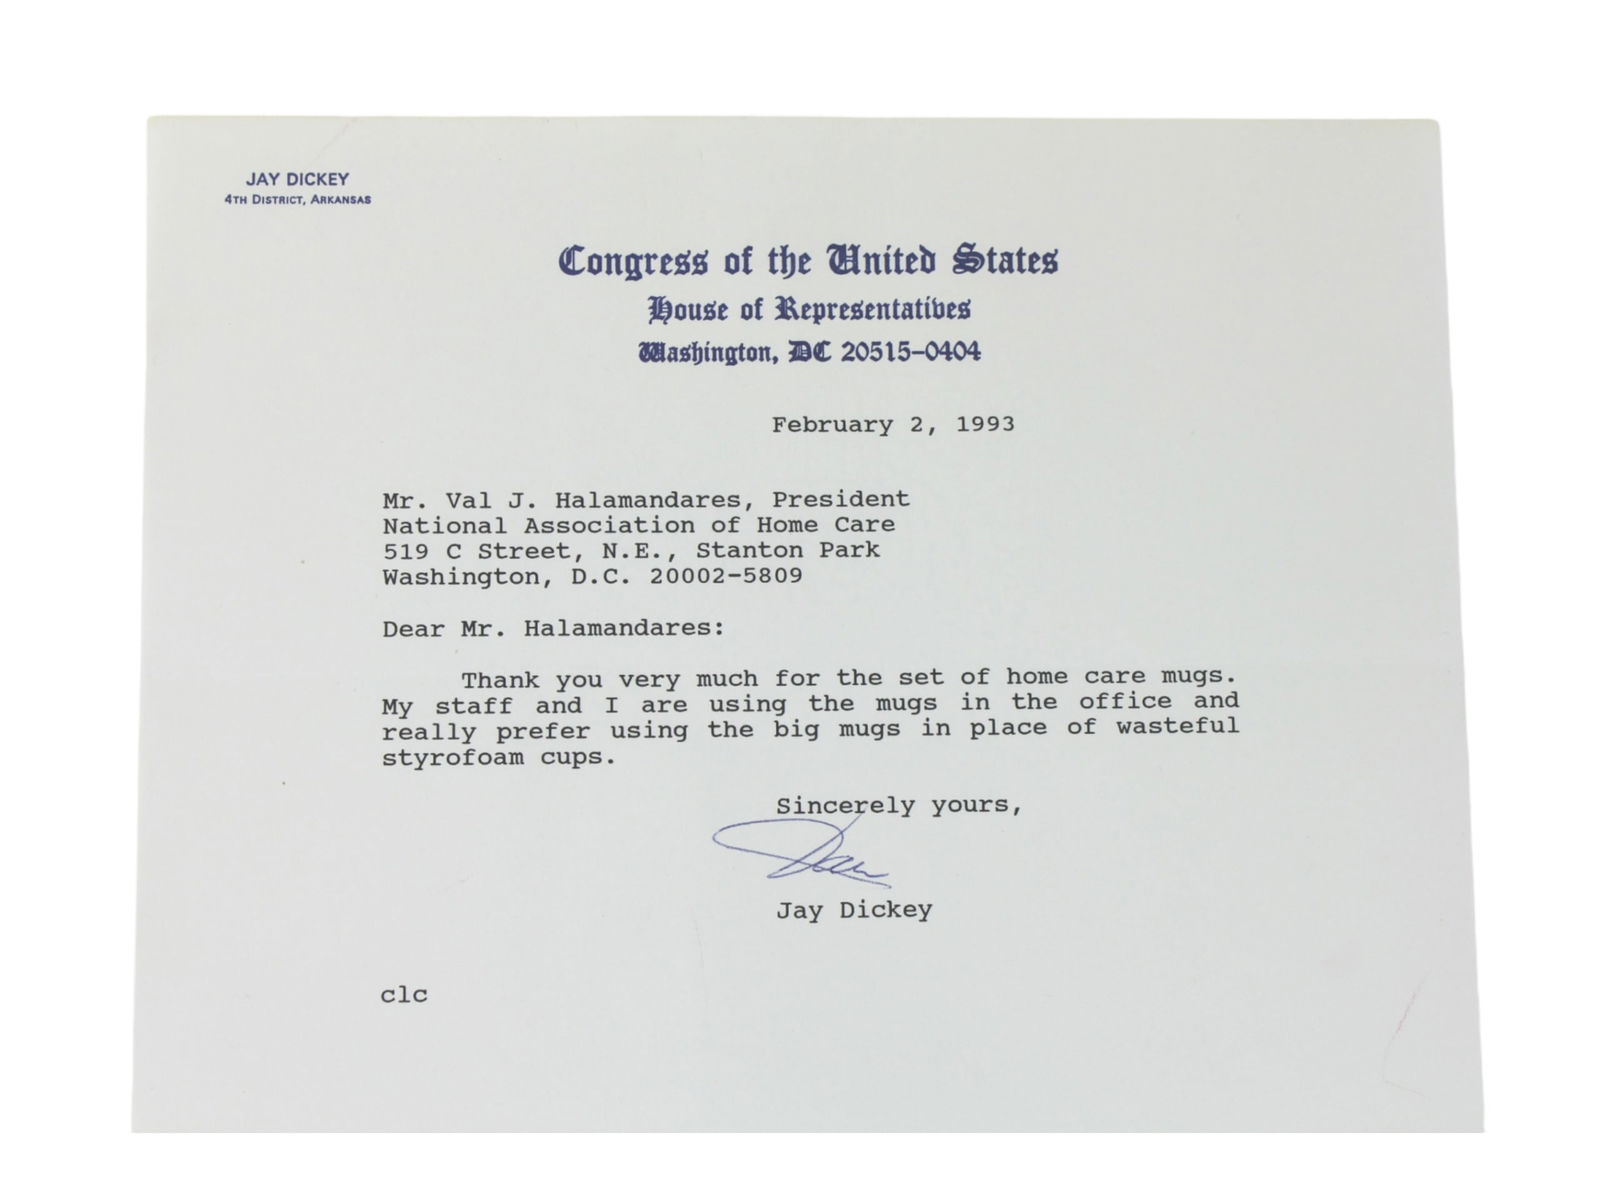 JAY DICKEY
4TH DISTRICT, ARKANSAS
Congress of the United States
House of Representatives
Washington, DC 20515–0404
February 2, 1993
Mr. Val J. Halamandares, President
National Association of Home Care
519 C Street, N.E., Stanton Park
Washington, D.C. 20002-5809
Dear Mr. Halamandares:
Thank you very much for the set of home care mugs.
My staff and I are using the mugs in the office and
really prefer using the big mugs in place of wasteful
styrofoam cups.
Sincerely yours,
Jay Dickey
clc